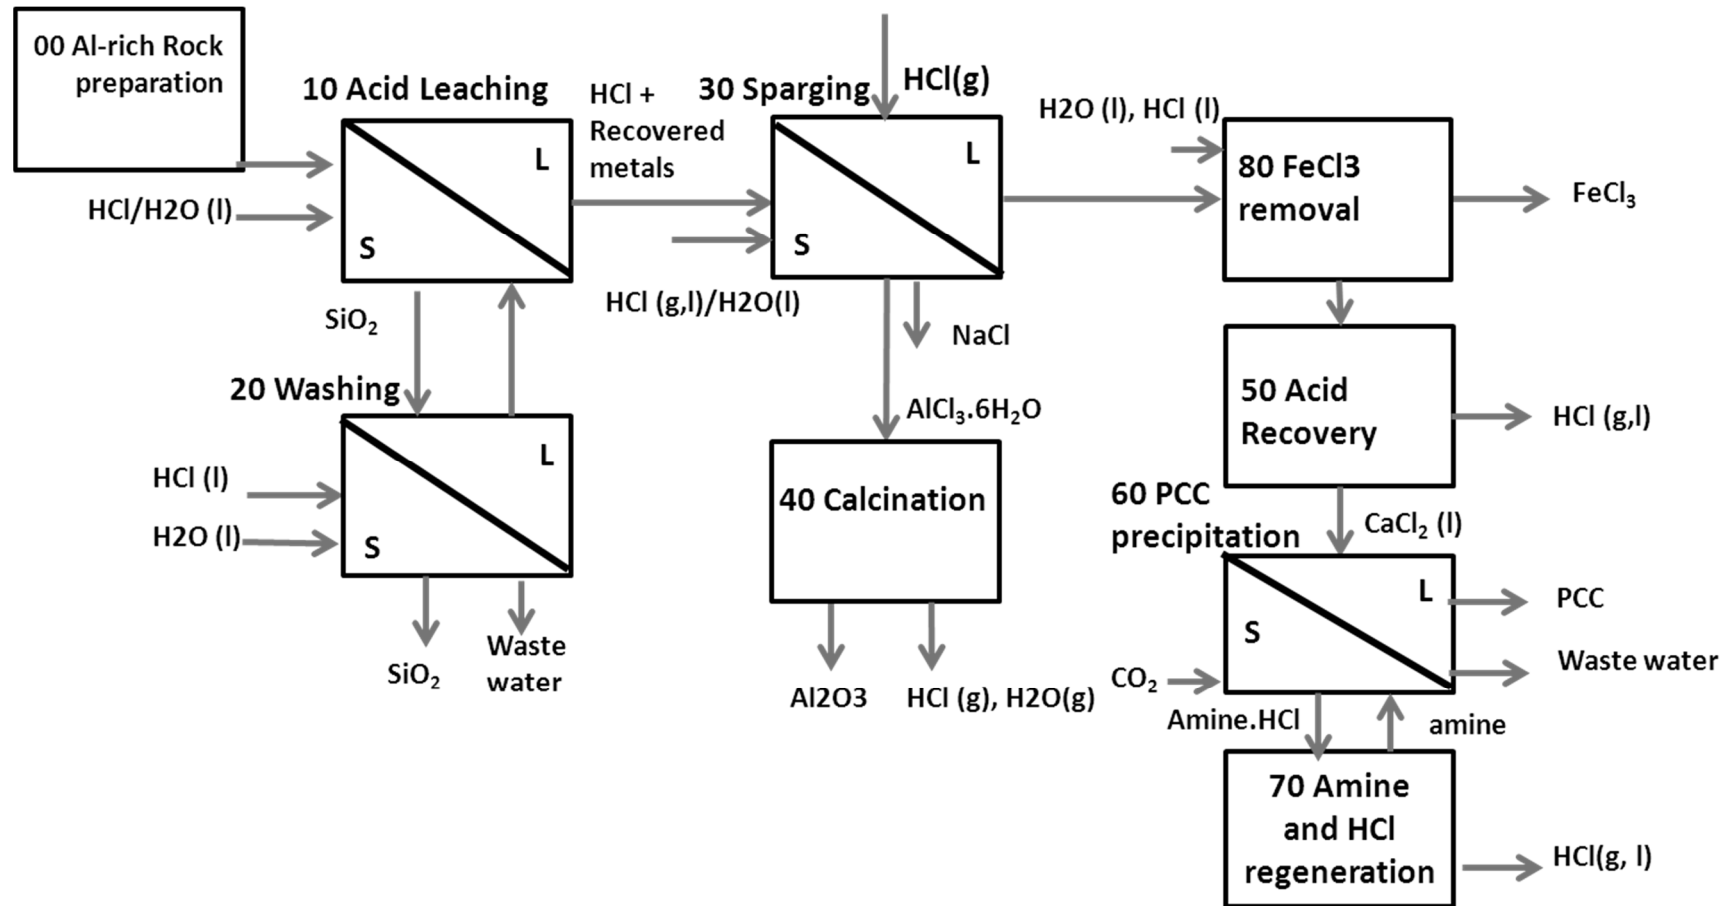 00 Al-rich Rock
preparation
10 Acid Leaching
HCl/H2O (l)
L
S
HCl +
Recovered
metals
30 Sparging
HCl(g)
L
S
HCl (g,l)/H2O(l)
H2O (l), HCl (l)
80 FeCl3
removal
FeCl₃
SiO₂
NaCl
20 Washing
HCl (l)
H2O (l)
L
S
SiO₂
Waste
water
AlCl₃.6H₂O
40 Calcination
Al2O3
HCl (g), H2O(g)
50 Acid
Recovery
HCl (g,l)
60 PCC
precipitation
CaCl₂ (l)
L
S
PCC
Waste water
CO₂
Amine.HCl
amine
70 Amine
and HCl
regeneration
HCl(g, l)